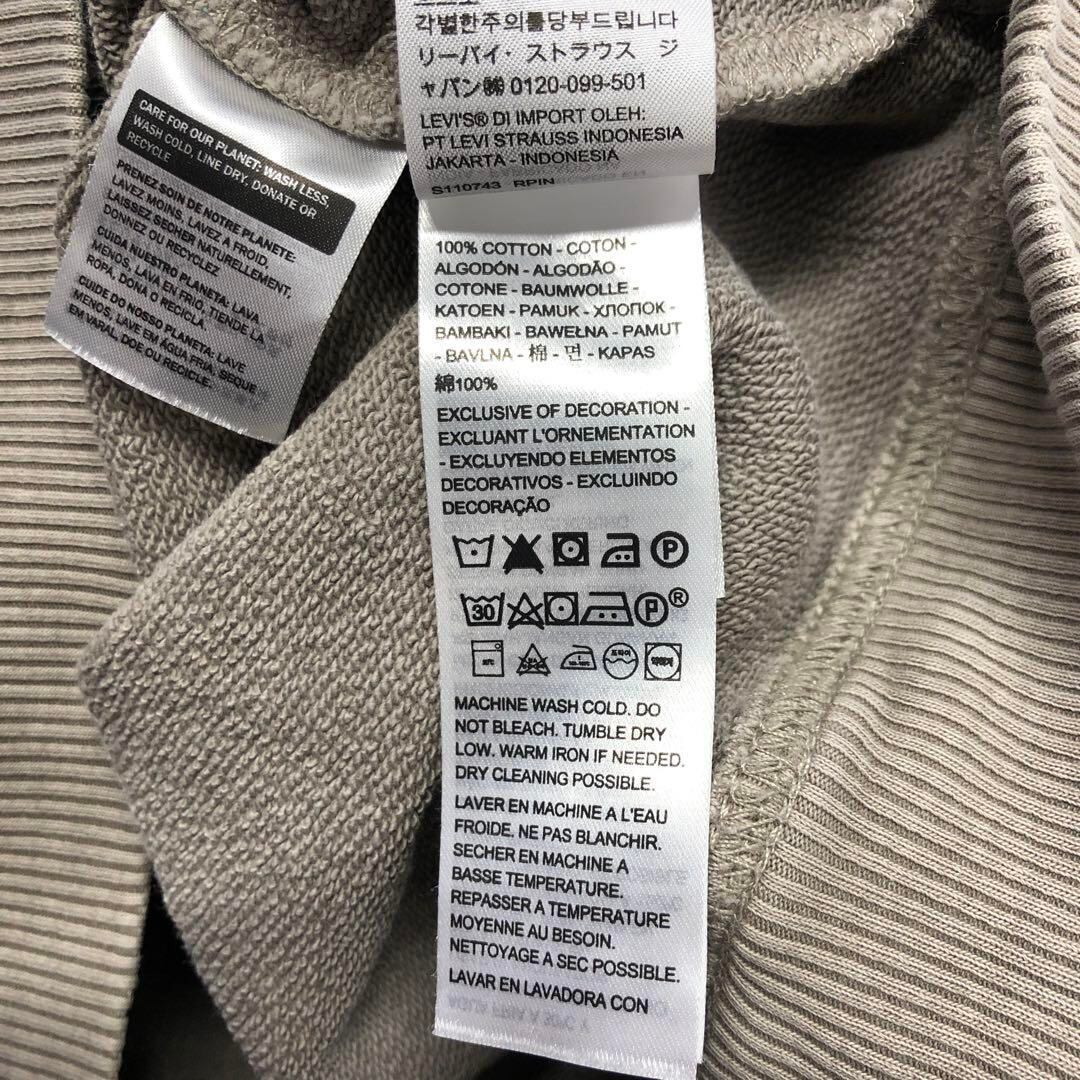 각별한주의를당부드립니다
リーバイ・ストラウス ジ
ャパン㈱ 0120-099-501
LEVI'S® DI IMPORT OLEH:
PT LEVI STRAUSS INDONESIA
JAKARTA - INDONESIA
S110743 RPIN
CARE FOR OUR PLANET: WASH LESS,
WASH COLD, LINE DRY, DONATE OR
RECYCLE
PRENEZ SOIN DE NOTRE PLANETE:
LAVEZ MOINS, LAVEZ A FROID
LAISSEZ SECHER NATURELLEMENT,
DONNEZ OU RECYCLEZ
CUIDA NUESTRO PLANETA: LAVA
MENOS, LAVA EN FRIO, TIENDE LA
ROPA, DONA O RECICLA.
CUIDE DO NOSSO PLANETA: LAVE
MENOS, LAVE EM AGUA FRIA, SEQUE
EM VARAL, DOE OU RECICLE.
100% COTTON - COTON -
ALGODÓN - ALGODÃO -
COTONE - BAUMWOLLE -
KATOEN - PAMUK - ХЛОПОК -
BAMBAKI - BAWEŁNA - PAMUT
- BAVLNA - 棉 - 면 - KAPAS
綿100%
EXCLUSIVE OF DECORATION -
EXCLUANT L'ORNEMENTATION
- EXCLUYENDO ELEMENTOS
DECORATIVOS - EXCLUINDO
DECORAÇÃO
P
30 P ®
드라이
MACHINE WASH COLD. DO
NOT BLEACH. TUMBLE DRY
LOW. WARM IRON IF NEEDED.
DRY CLEANING POSSIBLE.
LAVER EN MACHINE A L'EAU
FROIDE. NE PAS BLANCHIR.
SECHER EN MACHINE A
BASSE TEMPERATURE.
REPASSER A TEMPERATURE
MOYENNE AU BESOIN.
NETTOYAGE A SEC POSSIBLE.
LAVAR EN LAVADORA CON